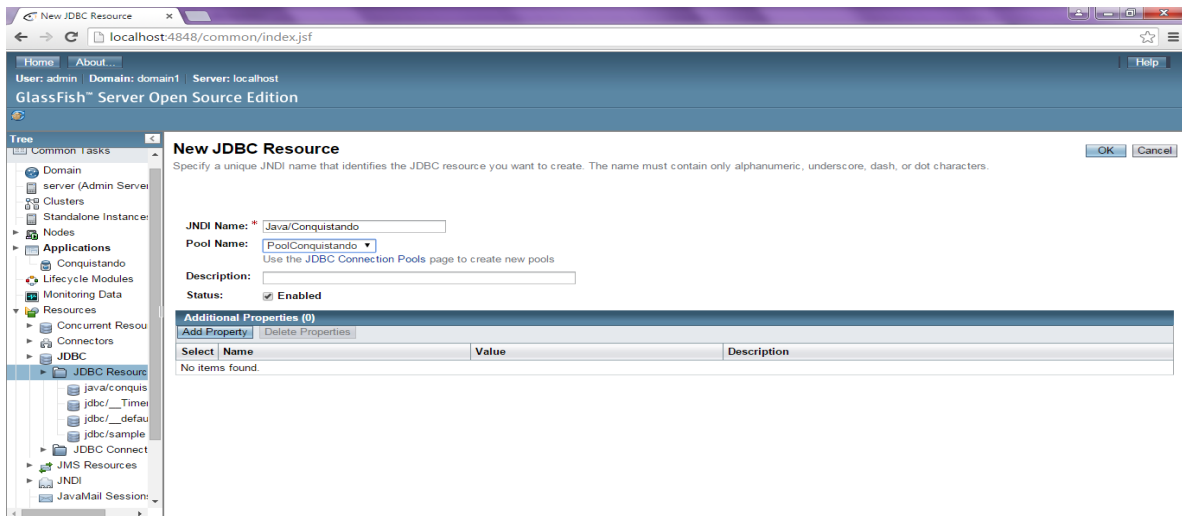 New JDBC Resource
localhost:4848/common/index.jsf
Home About... Help
User: admin Domain: domain1 Server: localhost
GlassFish™ Server Open Source Edition
Tree
Common Tasks
Domain
server (Admin Server
Clusters
Standalone Instances
Nodes
Applications
Conquistando
Lifecycle Modules
Monitoring Data
Resources
Concurrent Resou
Connectors
JDBC
JDBC Resourc
java/conquis
jdbc/__Timer
jdbc/__defau
jdbc/sample
JDBC Connect
JMS Resources
JNDI
JavaMail Sessions
New JDBC Resource
OK Cancel
Specify a unique JNDI name that identifies the JDBC resource you want to create. The name must contain only alphanumeric, underscore, dash, or dot characters.
JNDI Name: * Java/Conquistando
Pool Name: PoolConquistando
Use the JDBC Connection Pools page to create new pools
Description:
Status: Enabled
Additional Properties (0)
Add Property Delete Properties
Select Name Value Description
No items found.